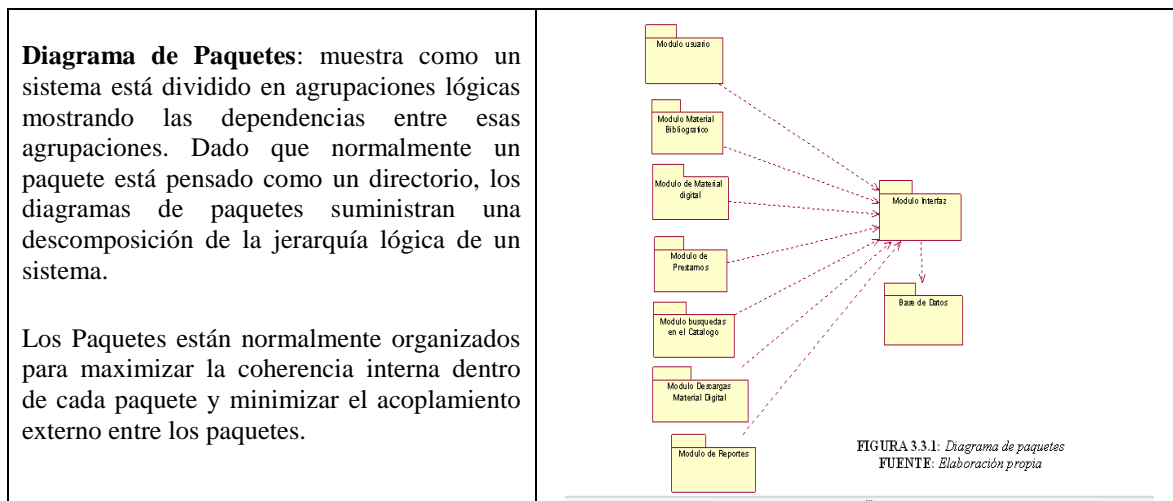 Diagrama de Paquetes: muestra como un
sistema está dividido en agrupaciones lógicas
mostrando las dependencias entre esas
agrupaciones. Dado que normalmente un
paquete está pensado como un directorio, los
diagramas de paquetes suministran una
descomposición de la jerarquía lógica de un
sistema.
Los Paquetes están normalmente organizados
para maximizar la coherencia interna dentro
de cada paquete y minimizar el acoplamiento
externo entre los paquetes.
Modulo usuario
Modulo Material
Bibliografico
Modulo de Material
digital
Modulo de
Prestamos
Modulo busquedas
en el Catalogo
Modulo Descargas
Material Digital
Modulo de Reportes
Modulo Interfaz
Base de Datos
FIGURA 3.3.1: Diagrama de paquetes
FUENTE: Elaboración propia